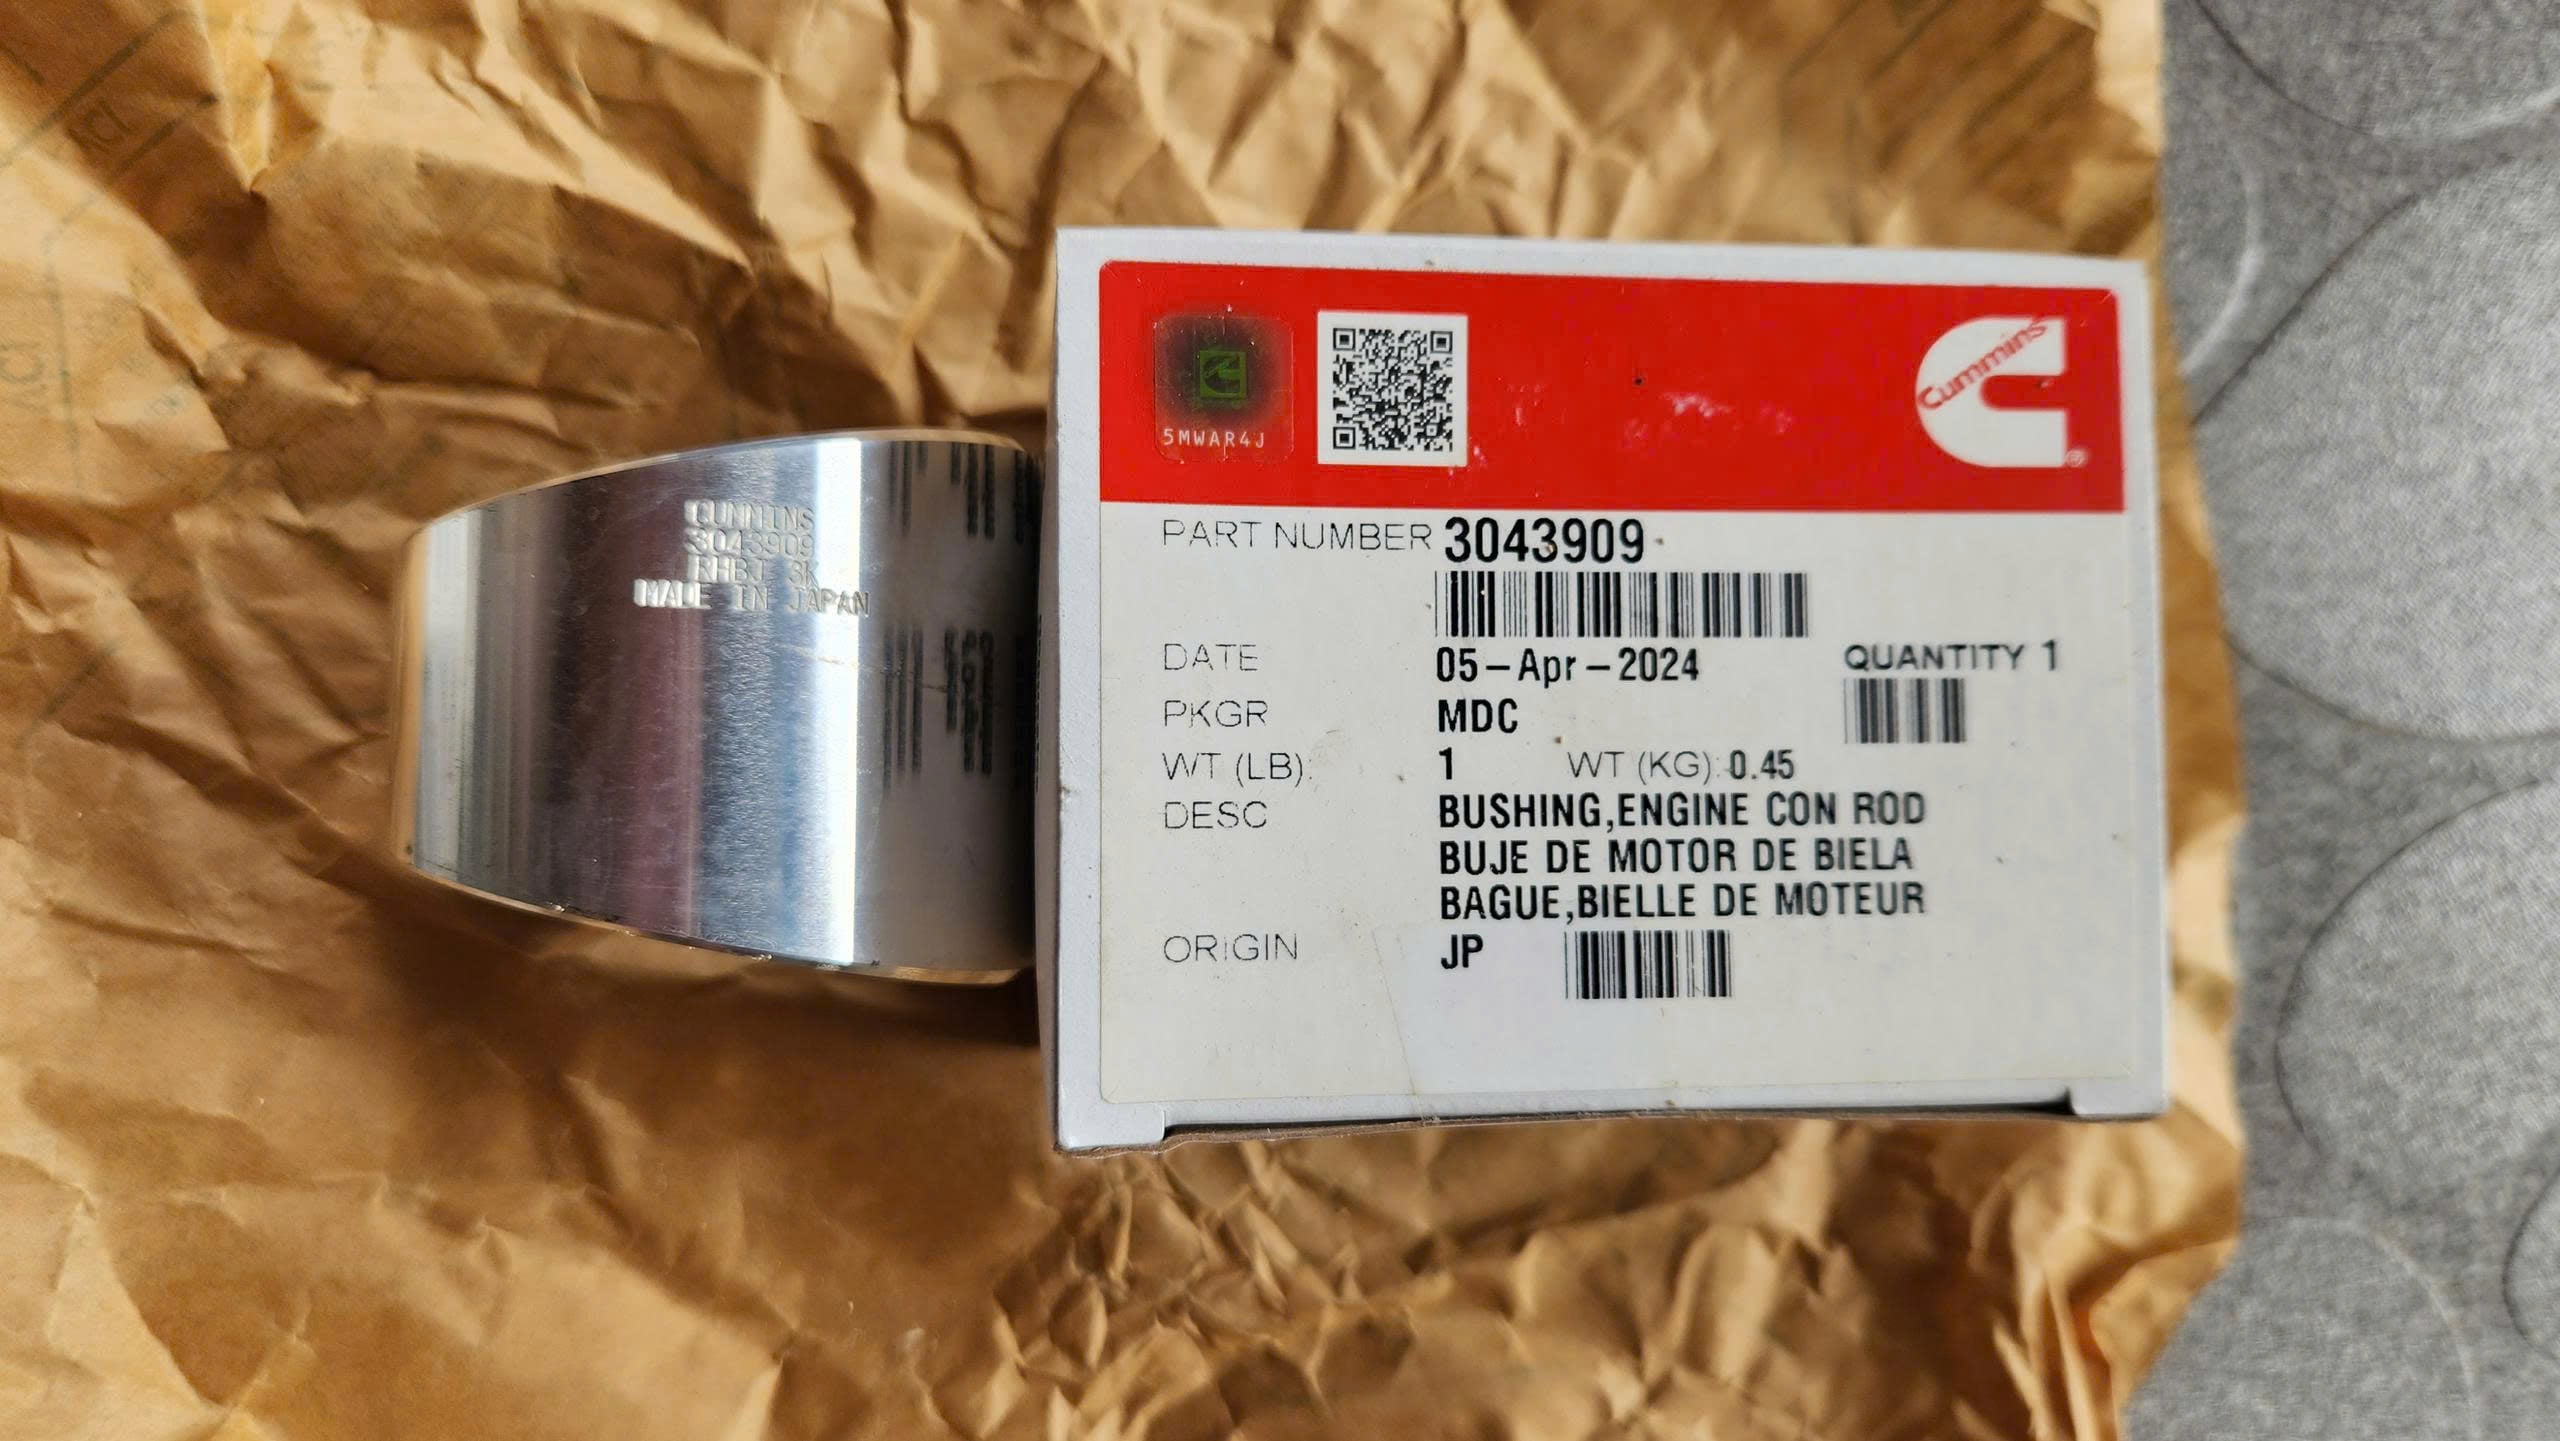 CUMMINS
3043909
RHBJ 3K
MADE IN JAPAN
5MWAR4J
Cummins
®
PART NUMBER 3043909
DATE 05-Apr-2024 QUANTITY 1
PKGR MDC
WT (LB): 1 WT (KG): 0.45
DESC BUSHING,ENGINE CON ROD
BUJE DE MOTOR DE BIELA
BAGUE,BIELLE DE MOTEUR
ORIGIN JP